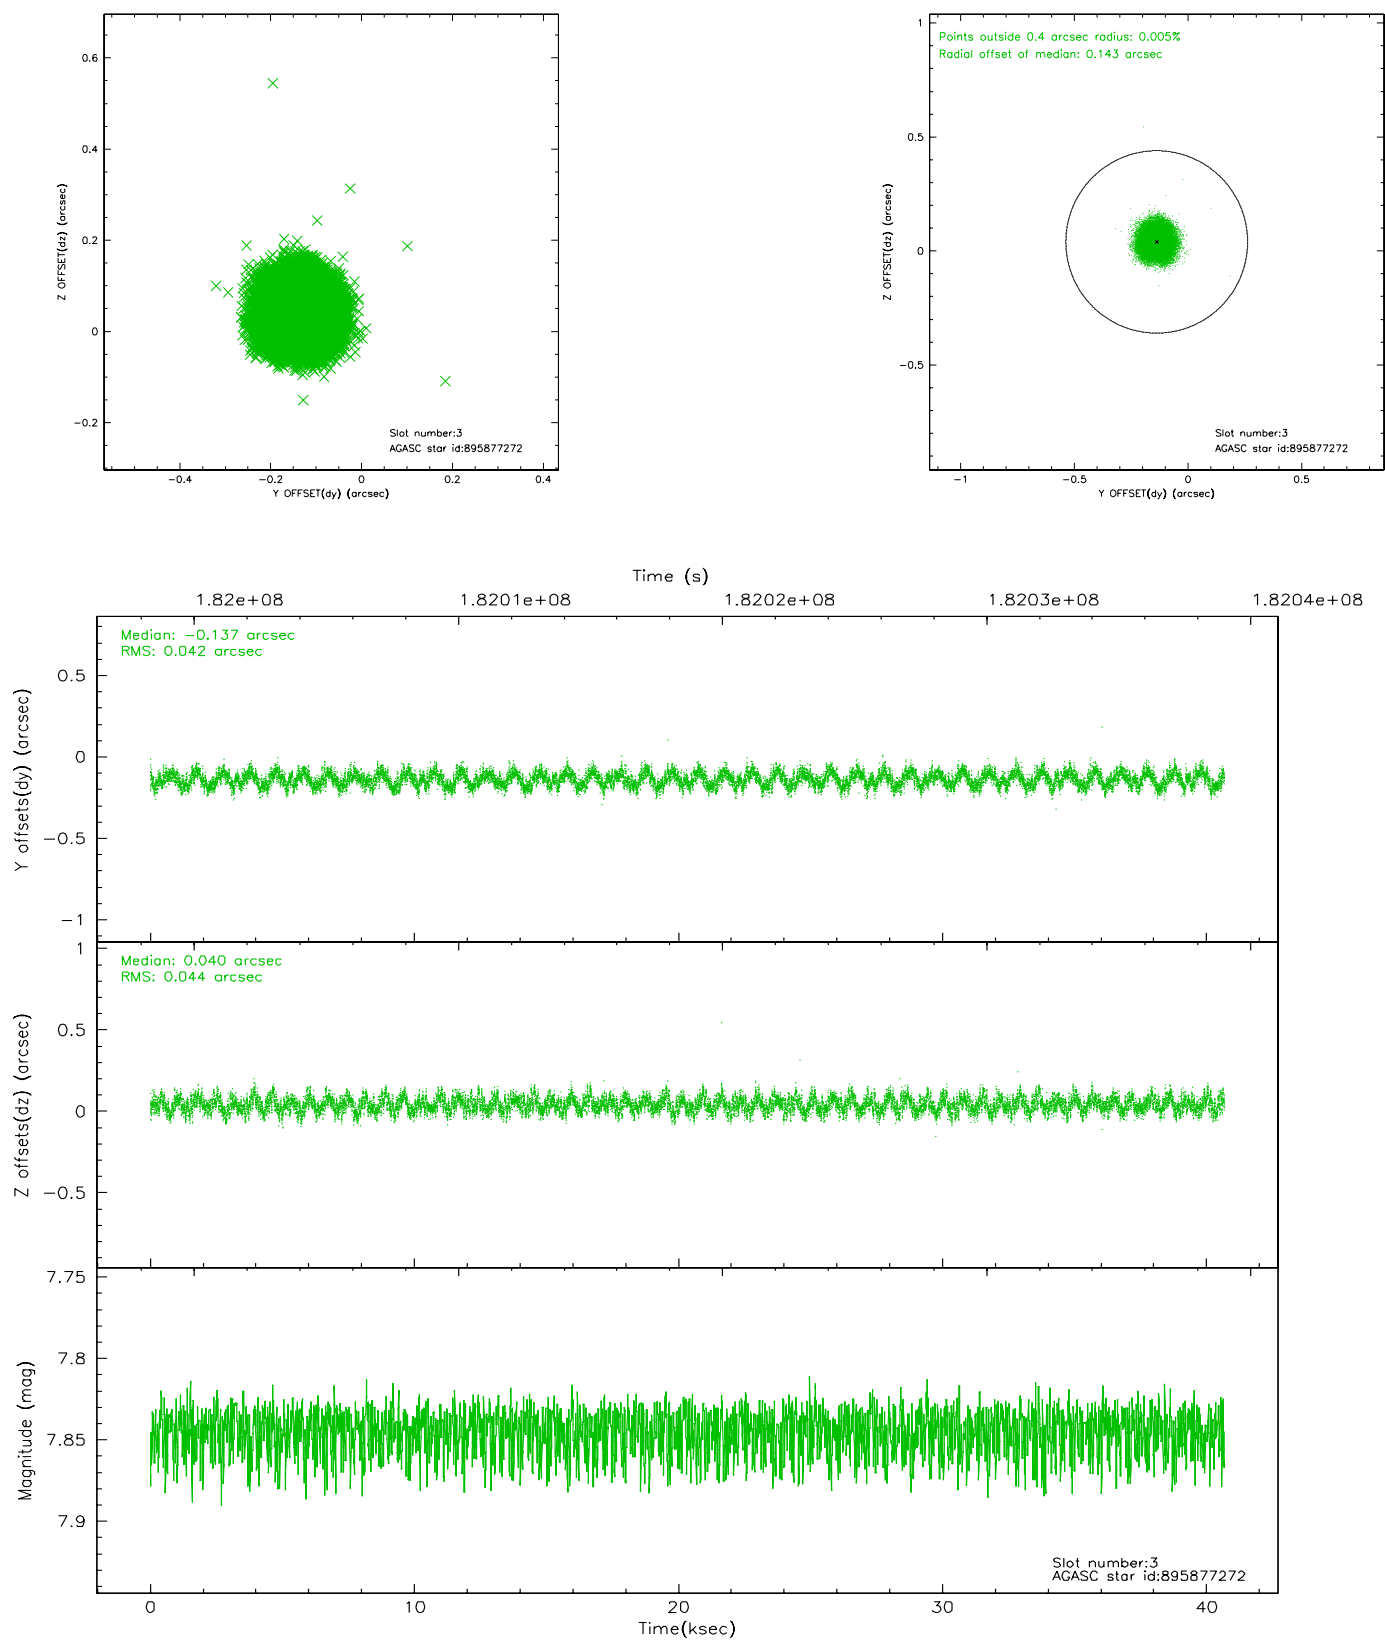 0.6
0.4
0.2
0
−0.2
Z OFFSET(dz) (arcsec)
Slot number:3
AGASC star id:895877272
−0.4 −0.2 0 0.2 0.4
Y OFFSET(dy) (arcsec)
Points outside 0.4 arcsec radius: 0.005%
Radial offset of median: 0.143 arcsec
1
0.5
0
−0.5
Z OFFSET(dz) (arcsec)
Slot number:3
AGASC star id:895877272
−1 −0.5 0 0.5
Y OFFSET(dy) (arcsec)
Time (s)
1.82e+08 1.8201e+08 1.8202e+08 1.8203e+08 1.8204e+08
Median: −0.137 arcsec
RMS: 0.042 arcsec
0.5
0
−0.5
−1
Y offsets(dy) (arcsec)
Median: 0.040 arcsec
RMS: 0.044 arcsec
1
0.5
0
−0.5
Z offsets(dz) (arcsec)
7.75
7.8
7.85
7.9
Magnitude (mag)
Slot number:3
AGASC star id:895877272
0 10 20 30 40
Time(ksec)